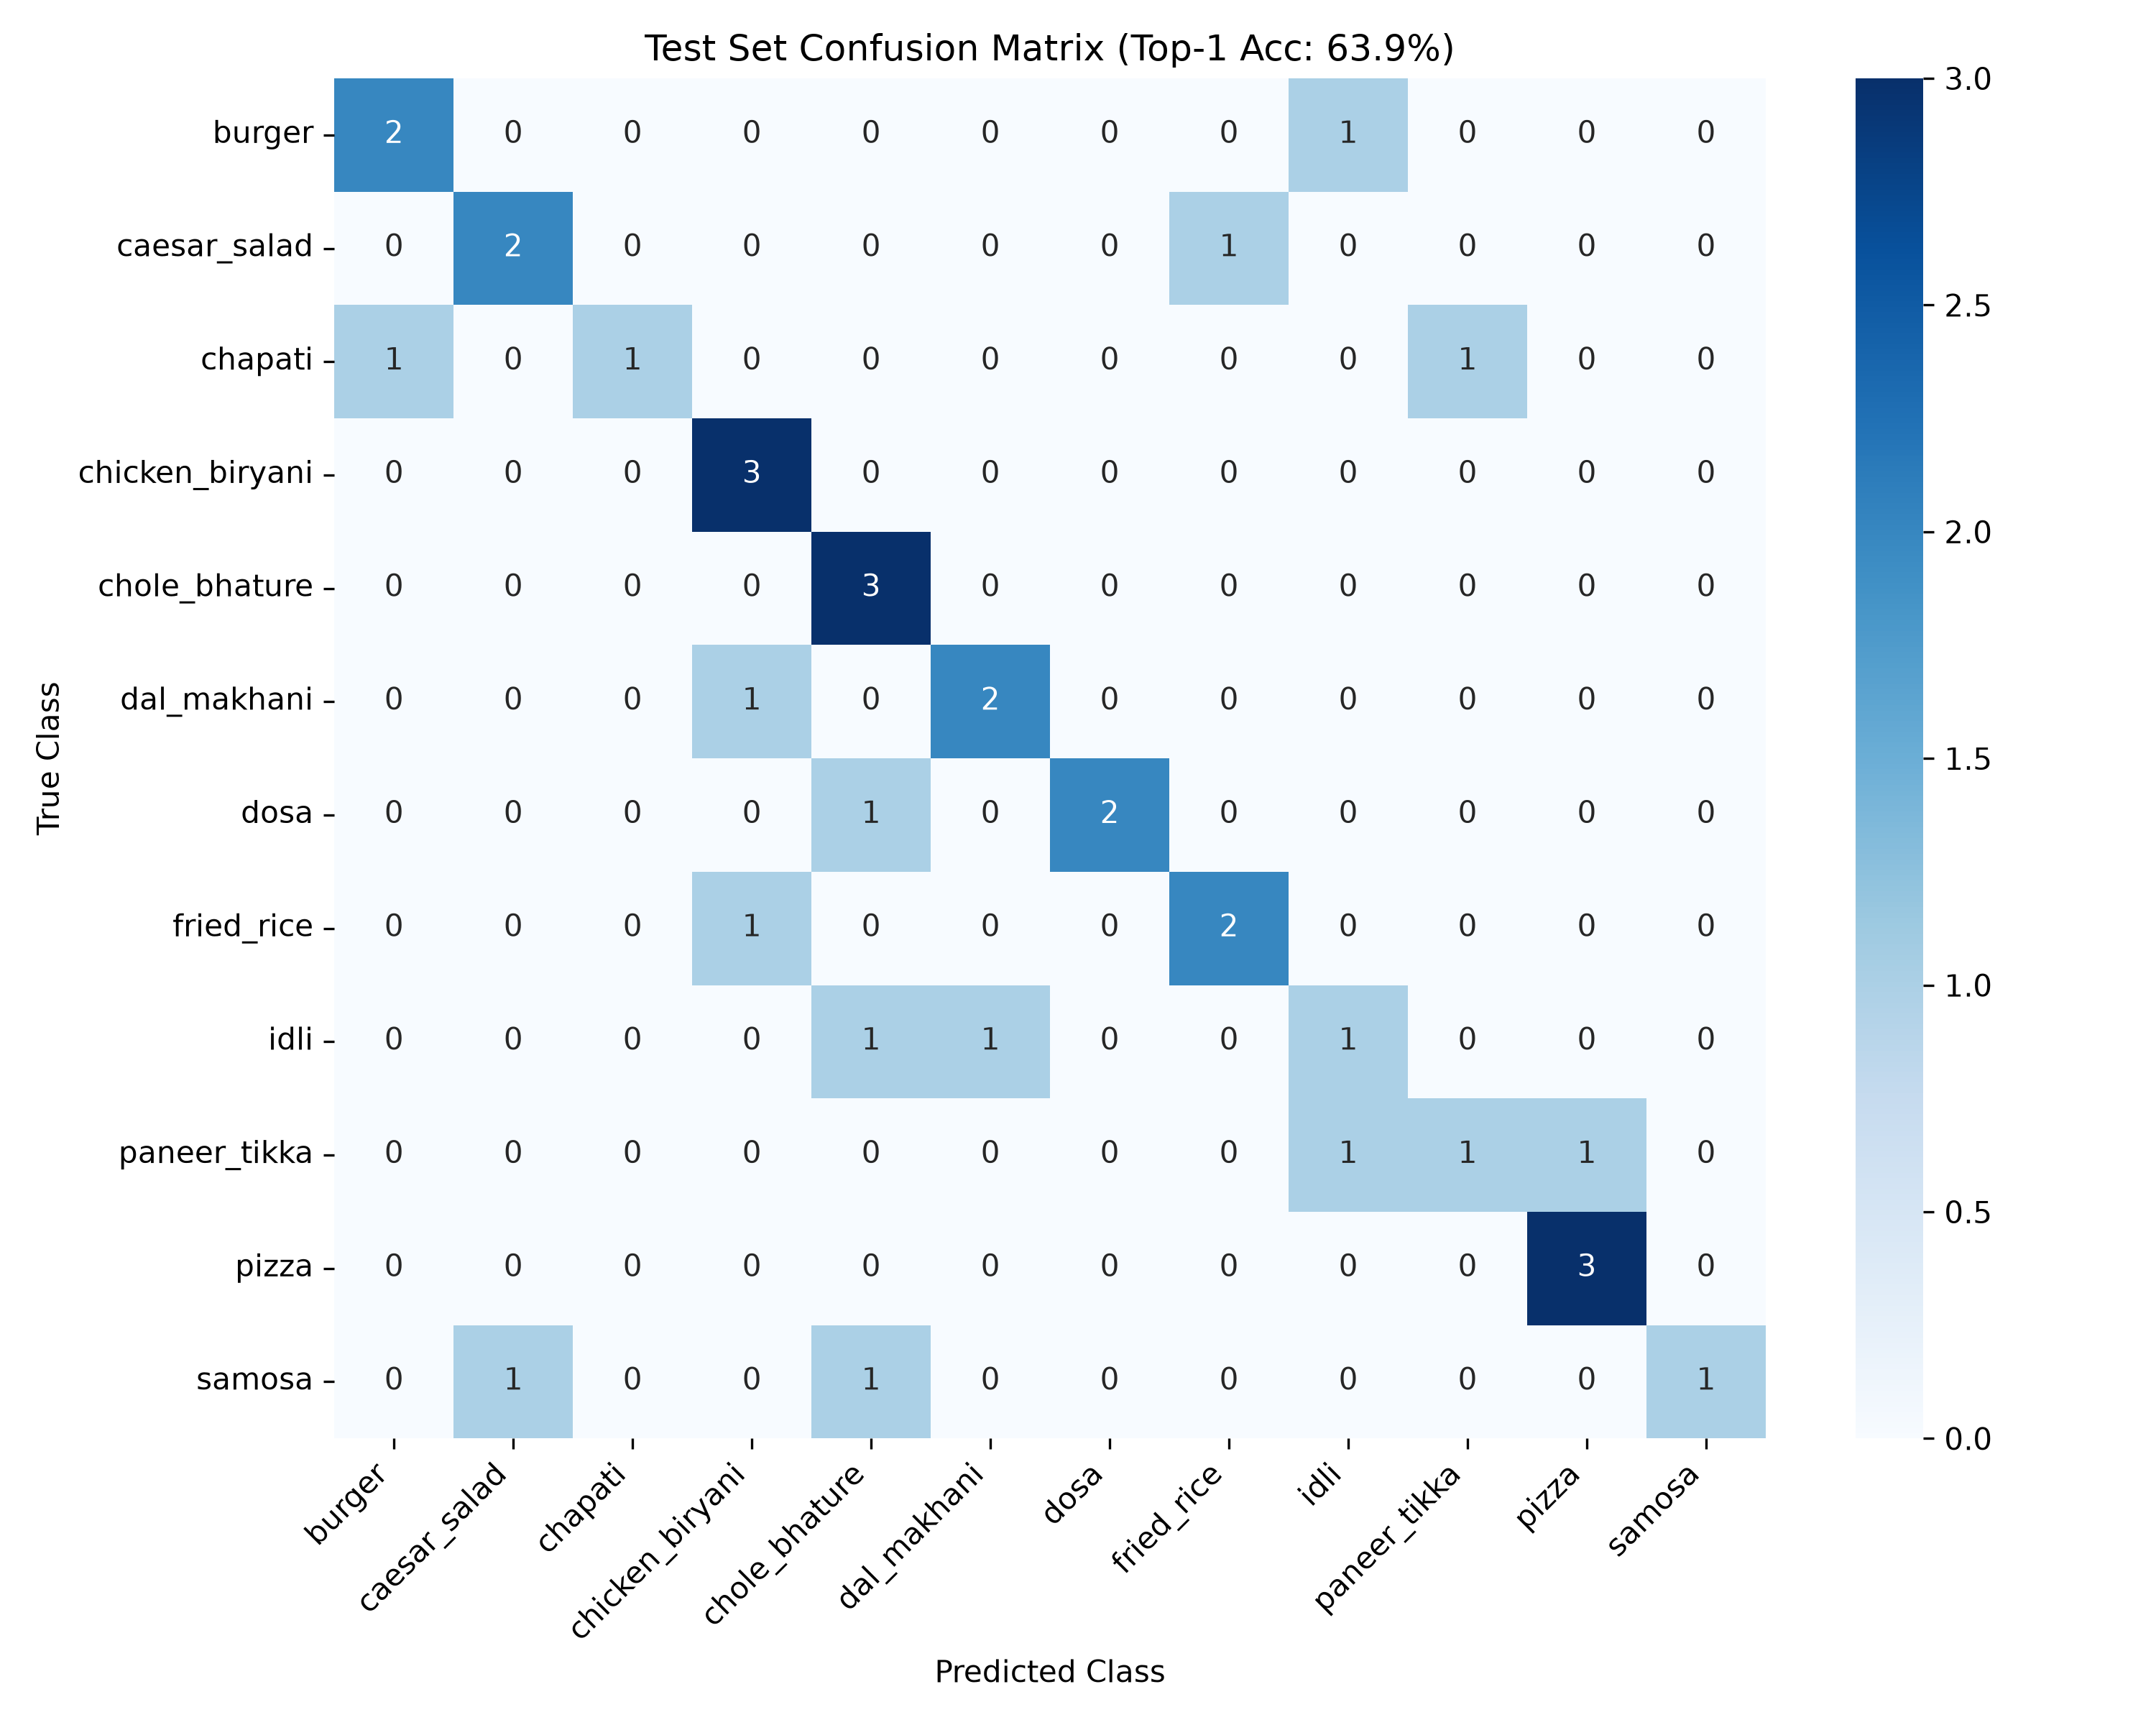 Test Set Confusion Matrix (Top-1 Acc: 63.9%)
burger 2 0 0 0 0 0 0 0 1 0 0 0
caesar_salad 0 2 0 0 0 0 0 1 0 0 0 0
chapati 1 0 1 0 0 0 0 0 0 1 0 0
chicken_biryani 0 0 0 3 0 0 0 0 0 0 0 0
chole_bhature 0 0 0 0 3 0 0 0 0 0 0 0
dal_makhani 0 0 0 1 0 2 0 0 0 0 0 0
dosa 0 0 0 0 1 0 2 0 0 0 0 0
fried_rice 0 0 0 1 0 0 0 2 0 0 0 0
idli 0 0 0 0 1 1 0 0 1 0 0 0
paneer_tikka 0 0 0 0 0 0 0 0 1 1 1 0
pizza 0 0 0 0 0 0 0 0 0 0 3 0
samosa 0 1 0 0 1 0 0 0 0 0 0 1
burger caesar_salad chapati chicken_biryani chole_bhature dal_makhani dosa fried_rice idli paneer_tikka pizza samosa
Predicted Class
True Class
3.0
2.5
2.0
1.5
1.0
0.5
0.0